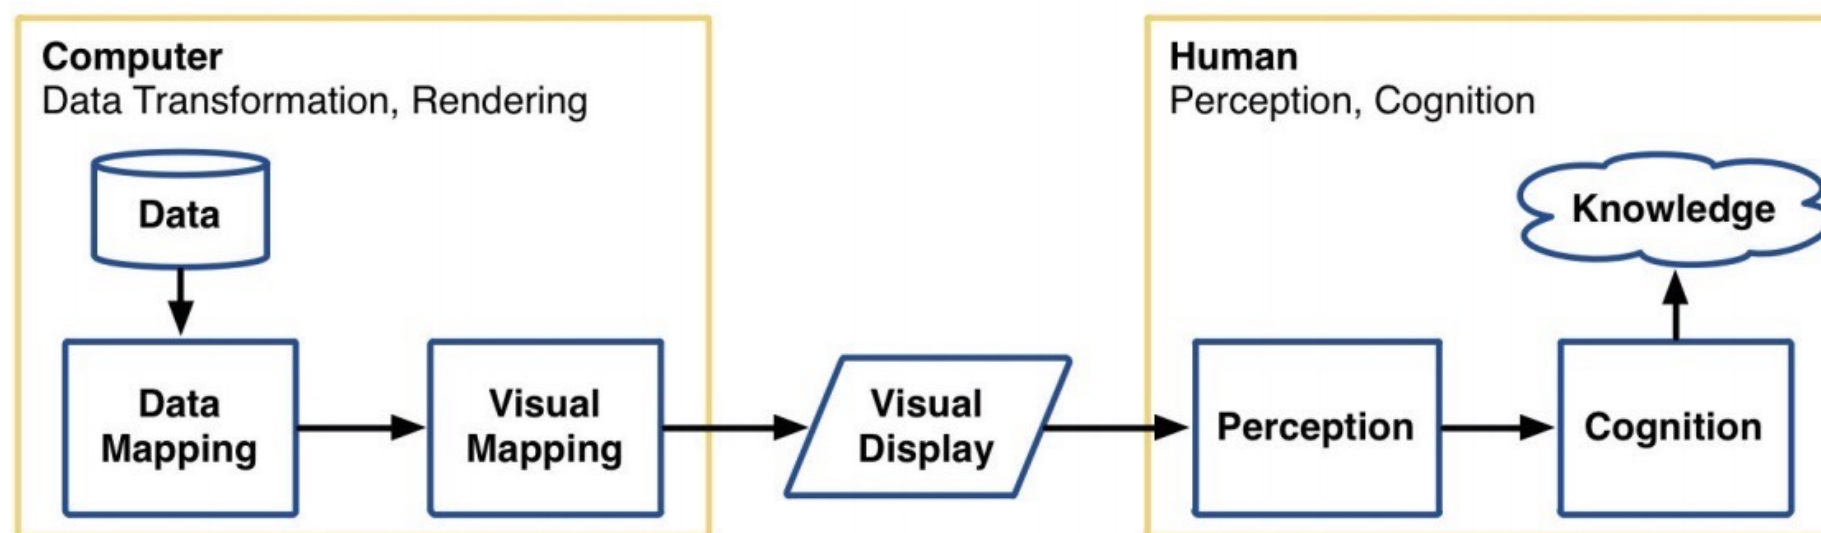 Computer
Data Transformation, Rendering
Data
Data
Mapping
Visual
Mapping
Visual
Display
Human
Perception, Cognition
Knowledge
Perception
Cognition